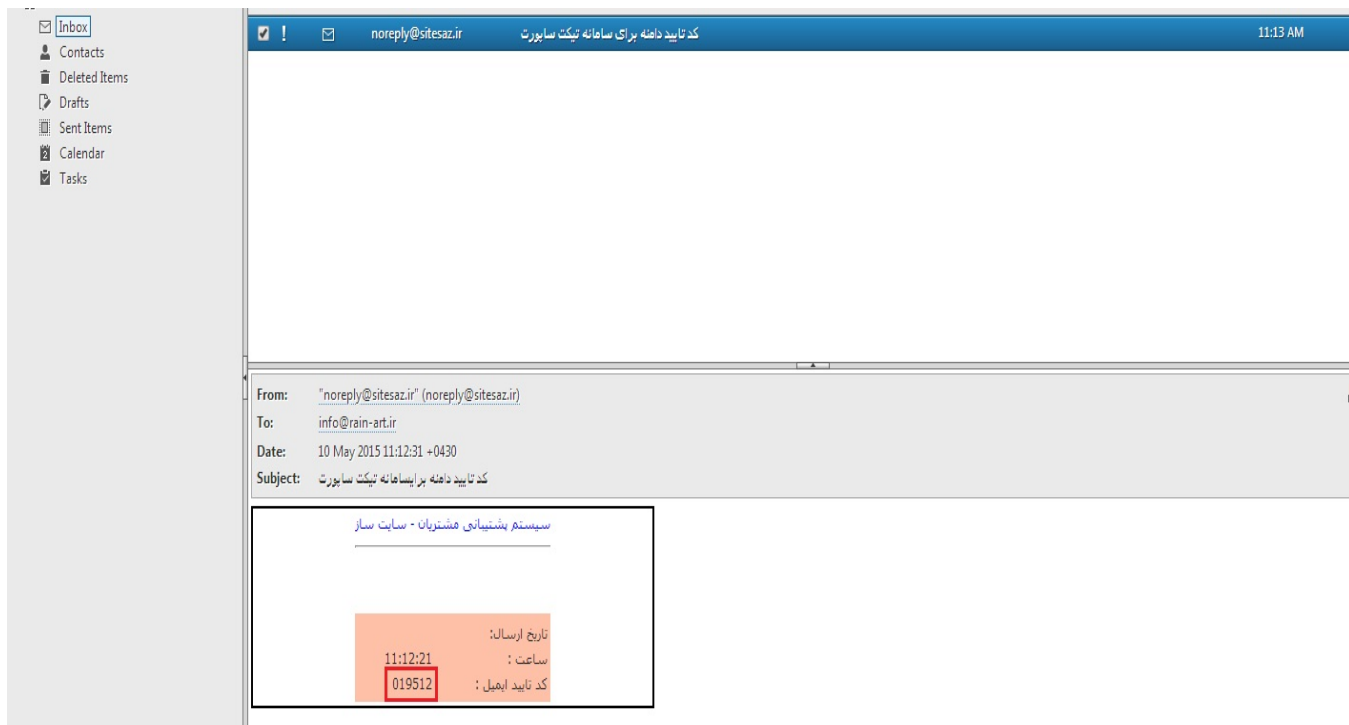 Inbox
Contacts
Deleted Items
Drafts
Sent Items
Calendar
Tasks
! noreply@sitesaz.ir کد تایید دامنه برای سامانه تیکت ساپورت 11:13 AM
From: "noreply@sitesaz.ir" (noreply@sitesaz.ir)
To: info@rain-art.ir
Date: 10 May 2015 11:12:31 +0430
Subject: کد تایید دامنه برایسامانه تیکت ساپورت
سیستم پشتیبانی مشتریان - سایت ساز
تاریخ ارسال:
ساعت : 11:12:21
کد تایید ایمیل : 019512